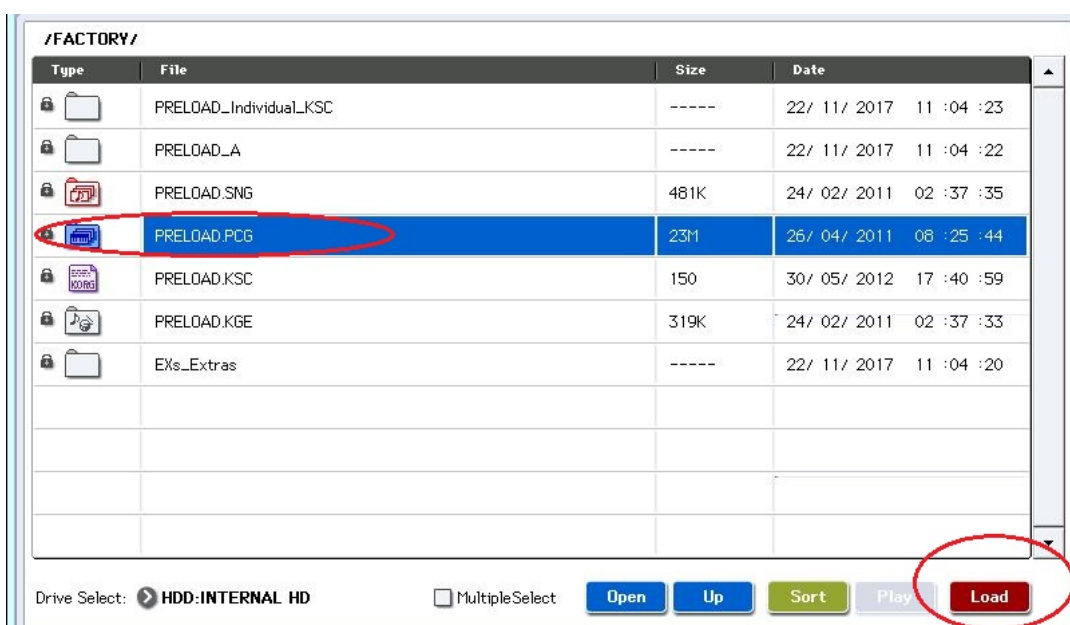 /FACTORY/
Type File Size Date
PRELOAD_Individual_KSC ----- 22/ 11/ 2017 11 :04 :23
PRELOAD_A ----- 22/ 11/ 2017 11 :04 :22
PRELOAD.SNG 481K 24/ 02/ 2011 02 :37 :35
PRELOAD.PCG 23M 26/ 04/ 2011 08 :25 :44
KORG PRELOAD.KSC 150 30/ 05/ 2012 17 :40 :59
PRELOAD.KGE 319K 24/ 02/ 2011 02 :37 :33
EXs_Extras ----- 22/ 11/ 2017 11 :04 :20
Drive Select: HDD:INTERNAL HD MultipleSelect Open Up Sort Play Load